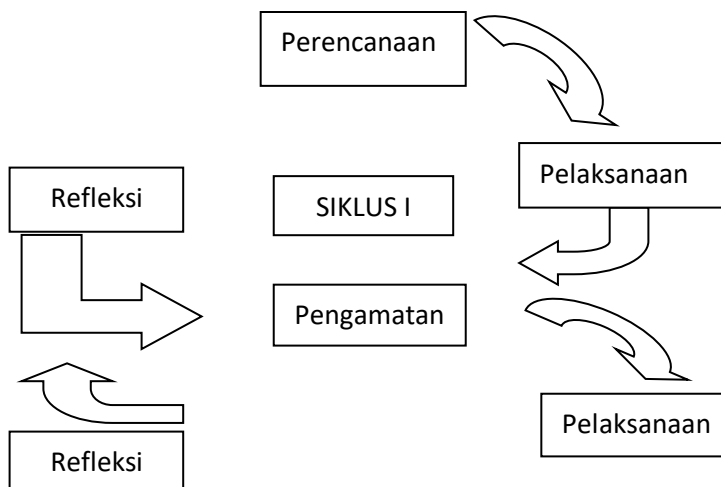 Perencanaan
Pelaksanaan
Refleksi
SIKLUS I
Pengamatan
Pelaksanaan
Refleksi